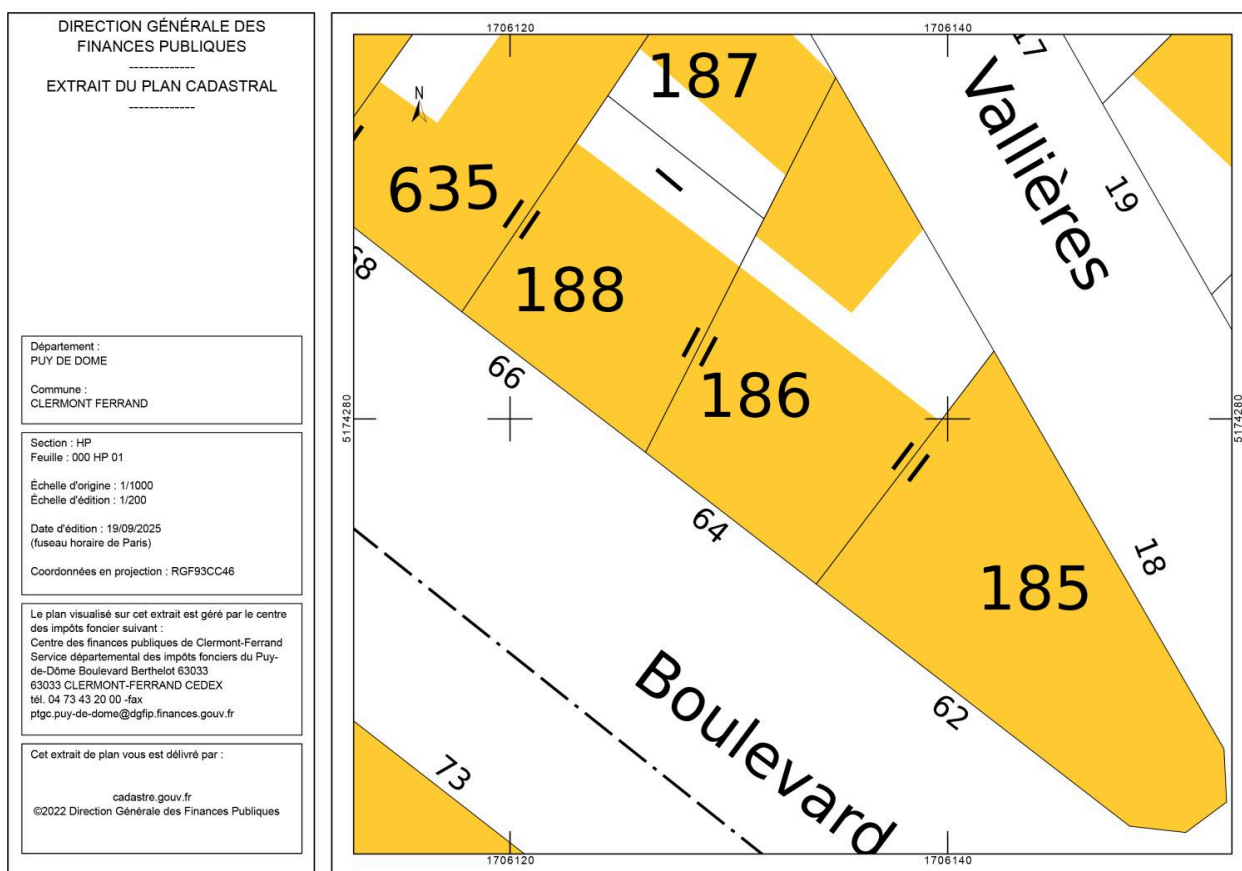 DIRECTION GÉNÉRALE DES
FINANCES PUBLIQUES
-------------
EXTRAIT DU PLAN CADASTRAL
-------------
Département :
PUY DE DOME
Commune :
CLERMONT FERRAND
Section : HP
Feuille : 000 HP 01
Échelle d'origine : 1/1000
Échelle d'édition : 1/200
Date d'édition : 19/09/2025
(fuseau horaire de Paris)
Coordonnées en projection : RGF93CC46
Le plan visualisé sur cet extrait est géré par le centre
des impôts foncier suivant :
Centre des finances publiques de Clermont-Ferrand
Service départemental des impôts fonciers du Puy-
de-Dôme Boulevard Berthelot 63033
63033 CLERMONT-FERRAND CEDEX
tél. 04 73 43 20 00 -fax
ptgc.puy-de-dome@dgfip.finances.gouv.fr
Cet extrait de plan vous est délivré par :
cadastre.gouv.fr
©2022 Direction Générale des Finances Publiques
1706120
1706140
N
187
17
Vallières
635
19
68
188
66
186
5174280
5174280
64
18
185
62
Boulevard
73
1706120
1706140